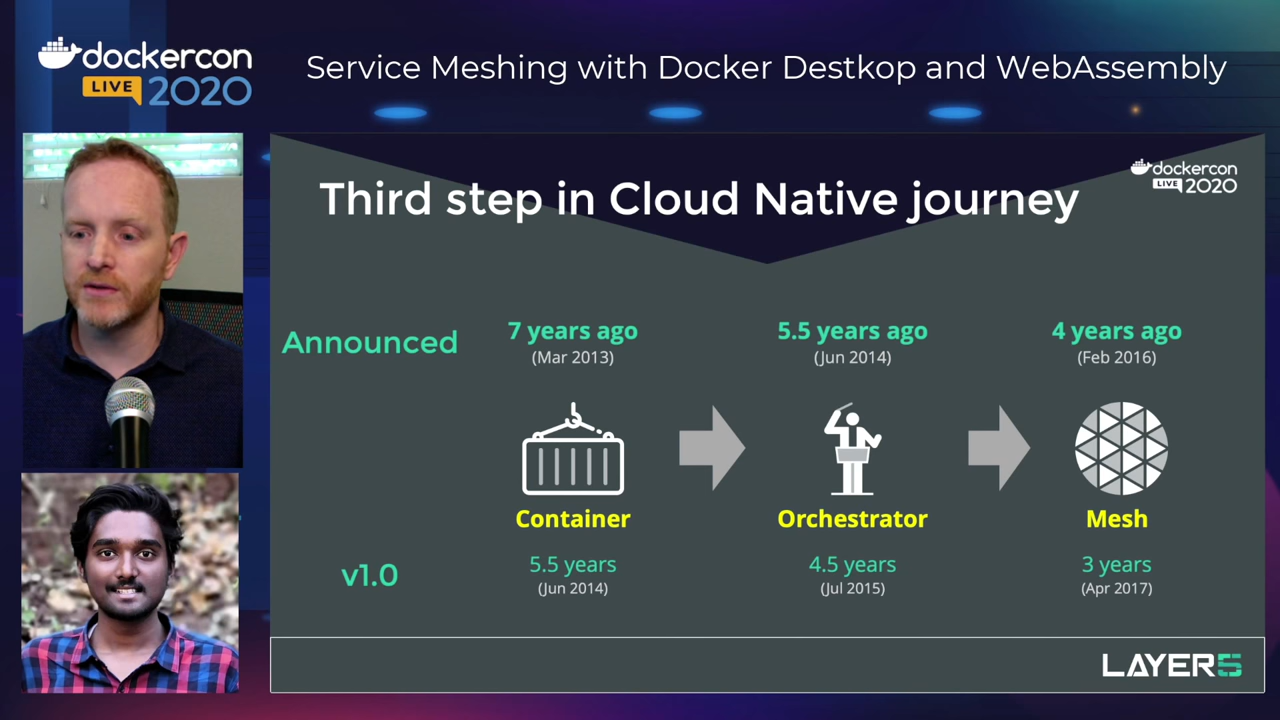 dockercon
LIVE 2020
Service Meshing with Docker Destkop and WebAssembly
dockercon
LIVE 2020
Third step in Cloud Native journey
Announced
7 years ago
(Mar 2013)
5.5 years ago
(Jun 2014)
4 years ago
(Feb 2016)
Container
Orchestrator
Mesh
v1.0
5.5 years
(Jun 2014)
4.5 years
(Jul 2015)
3 years
(Apr 2017)
LAYER5